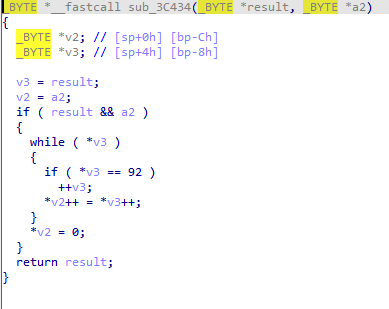 _BYTE *__fastcall sub_3C434(_BYTE *result, _BYTE *a2)
{
  _BYTE *v2; // [sp+0h] [bp-Ch]
  _BYTE *v3; // [sp+4h] [bp-8h]

  v3 = result;
  v2 = a2;
  if ( result && a2 )
  {
    while ( *v3 )
    {
      if ( *v3 == 92 )
        ++v3;
      *v2++ = *v3++;
    }
    *v2 = 0;
  }
  return result;
}